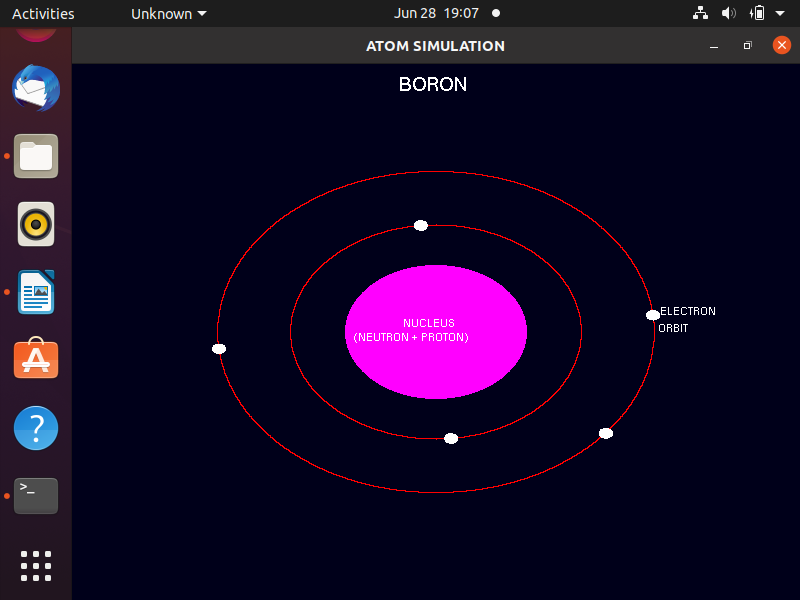 Activities
Unknown
Jun 28 19:07
ATOM SIMULATION
BORON
ELECTRON
ORBIT
NUCLEUS
(NEUTRON + PROTON)